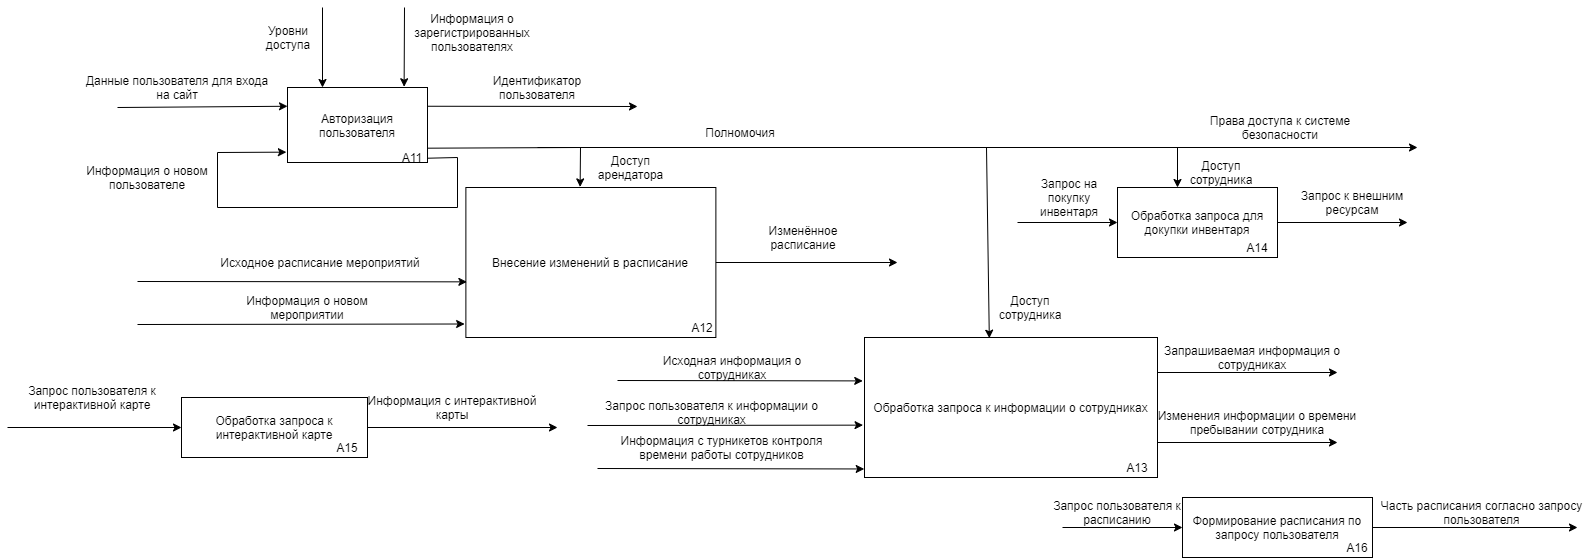 Уровни
доступа
Информация о
зарегистрированных
пользователях
Данные пользователя для входа
на сайт
Авторизация
пользователя
A11
Идентификатор
пользователя
Информация о новом
пользователе
Полномочия
Права доступа к системе
безопасности
Доступ
арендатора
Доступ
сотрудника
Запрос на
покупку
инвентаря
Обработка запроса для
докупки инвентаря
A14
Запрос к внешним
ресурсам
Исходное расписание мероприятий
Информация о новом
мероприятии
Внесение изменений в расписание
A12
Изменённое
расписание
Доступ
сотрудника
Исходная информация о
сотрудниках
Запрос пользователя к информации о
сотрудниках
Информация с турникетов контроля
времени работы сотрудников
Обработка запроса к информации о сотрудниках
A13
Запрашиваемая информация о
сотрудниках
Изменения информации о времени
пребывании сотрудника
Запрос пользователя к
интерактивной карте
Обработка запроса к
интерактивной карте
A15
Информация с интерактивной
карты
Запрос пользователя к
расписанию
Формирование расписания по
запросу пользователя
A16
Часть расписания согласно запросу
пользователя